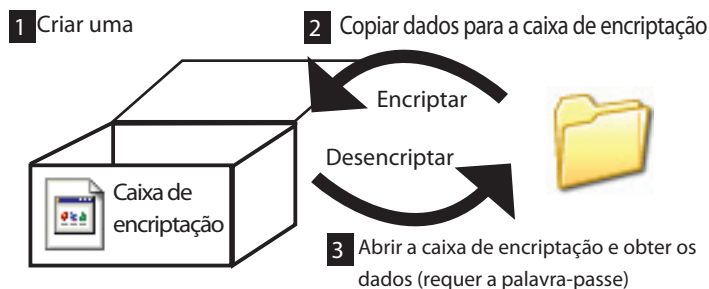 1 Criar uma
2 Copiar dados para a caixa de encriptação
Encriptar
Desencriptar
Caixa de
encriptação
3 Abrir a caixa de encriptação e obter os
dados (requer a palavra-passe)